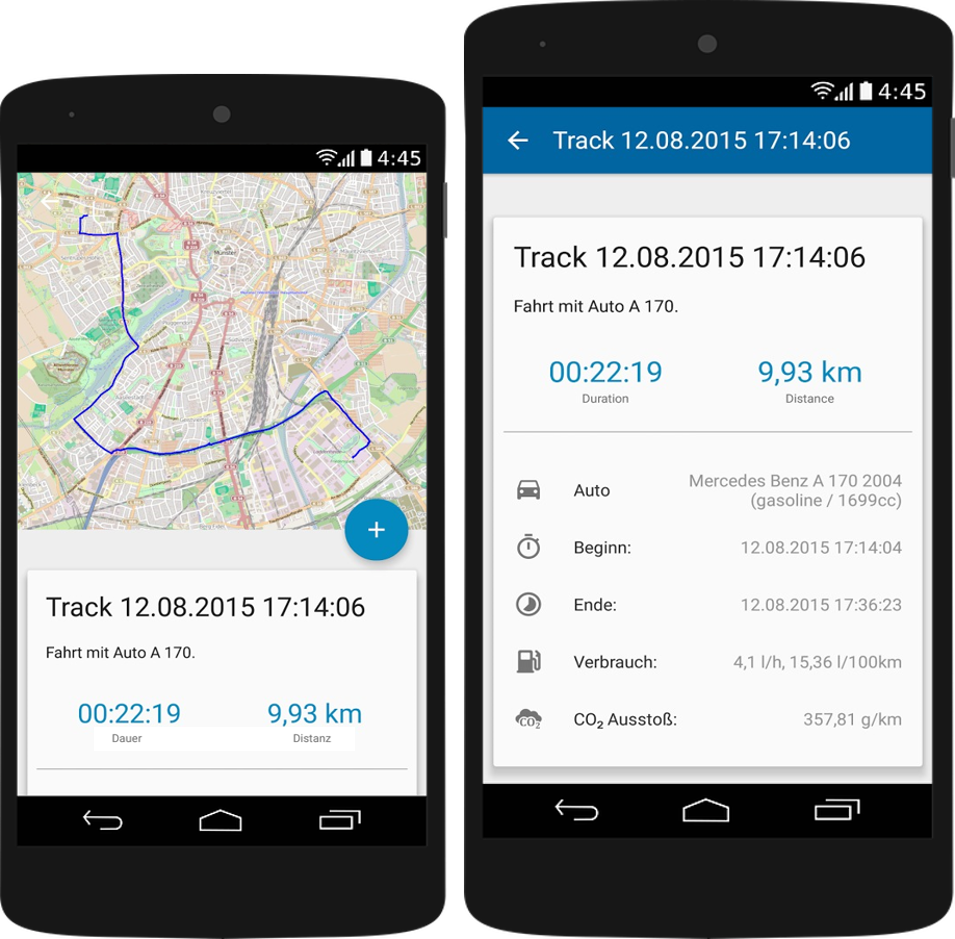 4:45
Münster
Track 12.08.2015 17:14:06
Fahrt mit Auto A 170.
00:22:19
9,93 km
Dauer
Distanz
4:45
Track 12.08.2015 17:14:06
Track 12.08.2015 17:14:06
Fahrt mit Auto A 170.
00:22:19
9,93 km
Duration
Distance
Auto
Mercedes Benz A 170 2004
(gasoline / 1699cc)
Beginn:
12.08.2015 17:14:04
Ende:
12.08.2015 17:36:23
Verbrauch:
4,1 l/h, 15,36 l/100km
CO2
CO₂ Ausstoß:
357,81 g/km